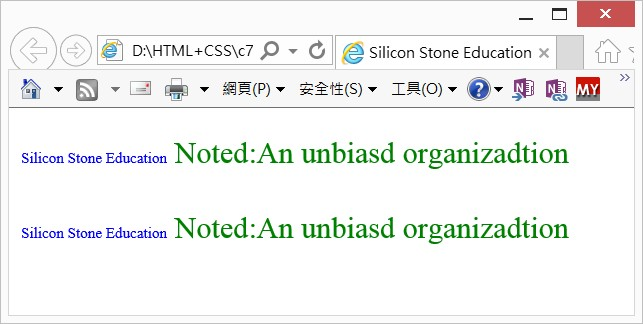 D:\HTML+CSS\c7
Silicon Stone Education
網頁(P) 安全性(S) 工具(O) ? MY
Silicon Stone Education Noted:An unbiasd organizadtion
Silicon Stone Education Noted:An unbiasd organizadtion